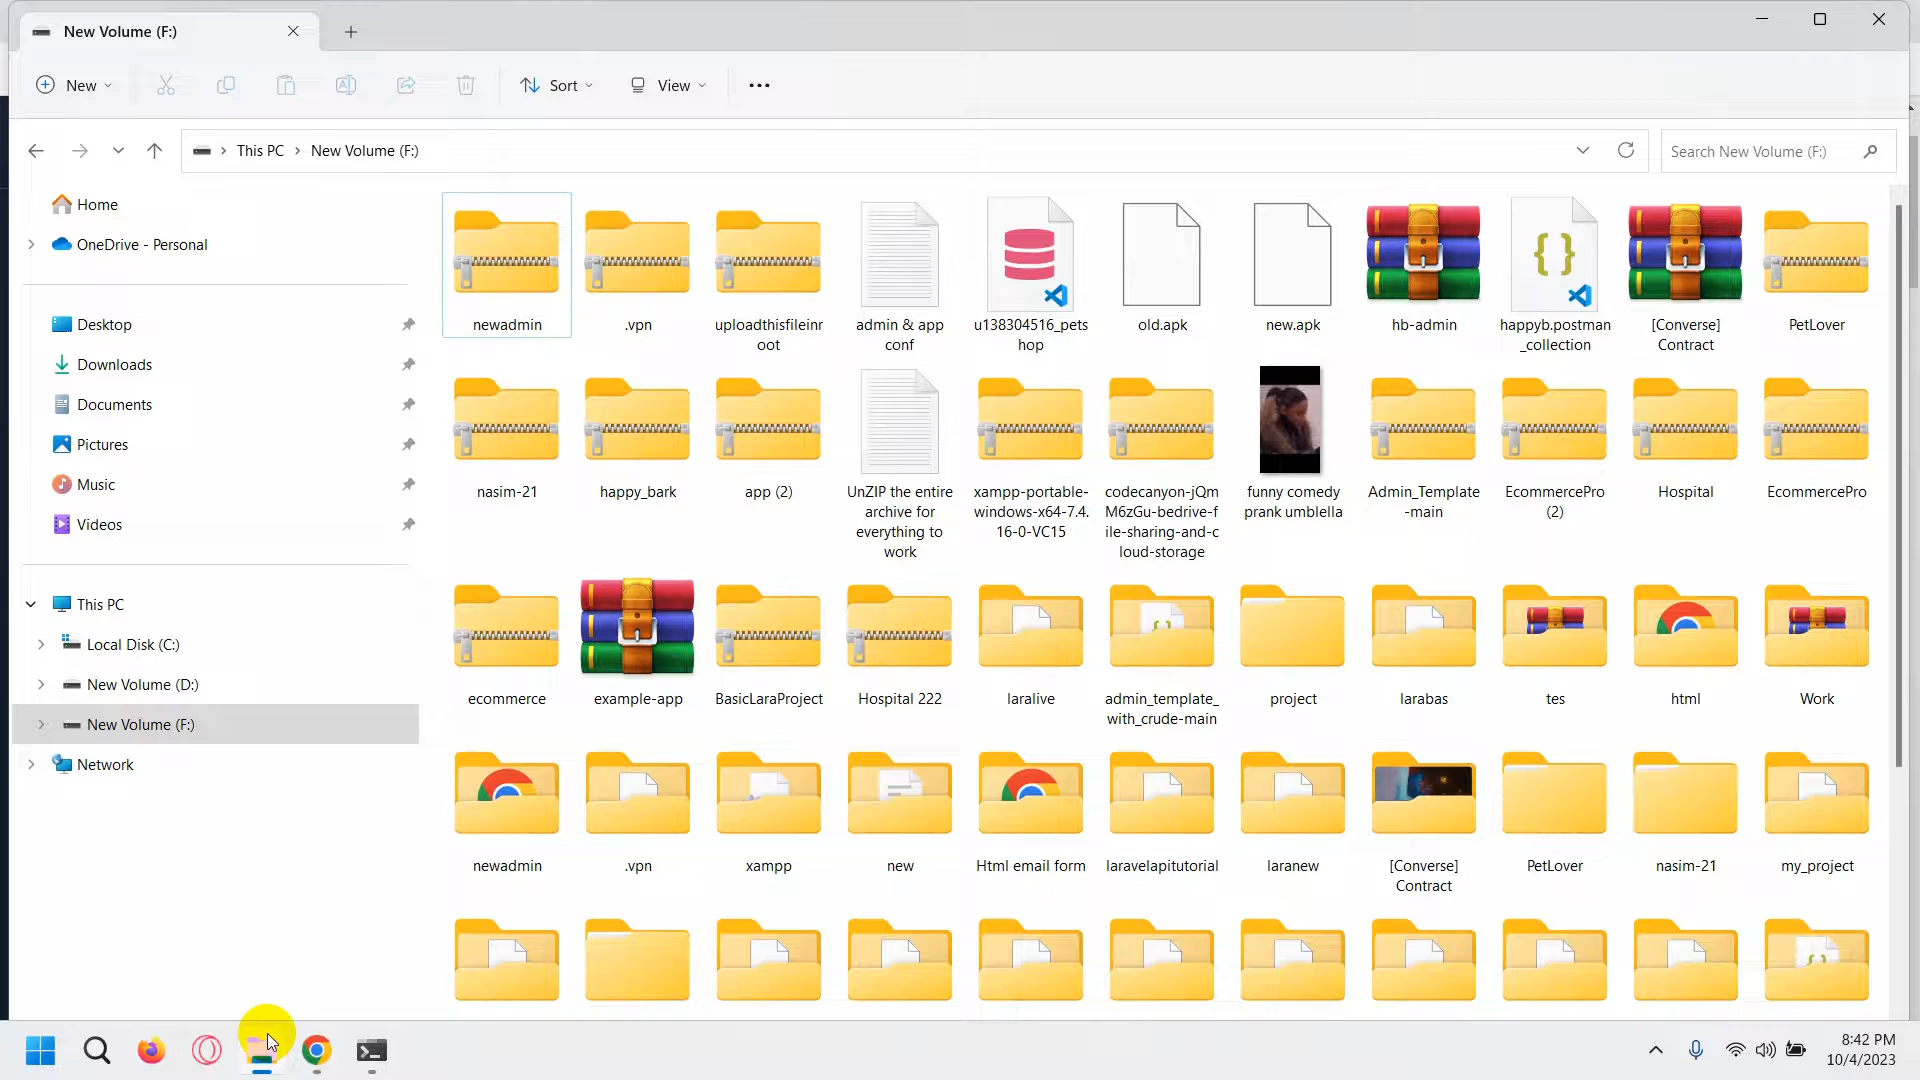 New Volume (F:)
New
Sort
View
This PC
New Volume (F:)
Search New Volume (F:)
Home
OneDrive - Personal
Desktop
Downloads
Documents
Pictures
Music
Videos
This PC
Local Disk (C:)
New Volume (D:)
New Volume (F:)
Network
newadmin
.vpn
uploadthisfileinr
oot
admin & app
conf
u138304516_pets
hop
old.apk
new.apk
hb-admin
happyb.postman
_collection
[Converse]
Contract
PetLover
nasim-21
happy_bark
app (2)
UnZIP the entire
archive for
everything to
work
xampp-portable-
windows-x64-7.4.
16-0-VC15
codecanyon-jQm
M6zGu-bedrive-f
ile-sharing-and-c
loud-storage
funny comedy
prank umblella
Admin_Template
-main
EcommercePro
(2)
Hospital
EcommercePro
ecommerce
example-app
BasicLaraProject
Hospital 222
laralive
admin_template_
with_crude-main
project
larabas
tes
html
Work
newadmin
.vpn
xampp
new
Html email form
laravelapitutorial
laranew
[Converse]
Contract
PetLover
nasim-21
my_project
8:42 PM
10/4/2023